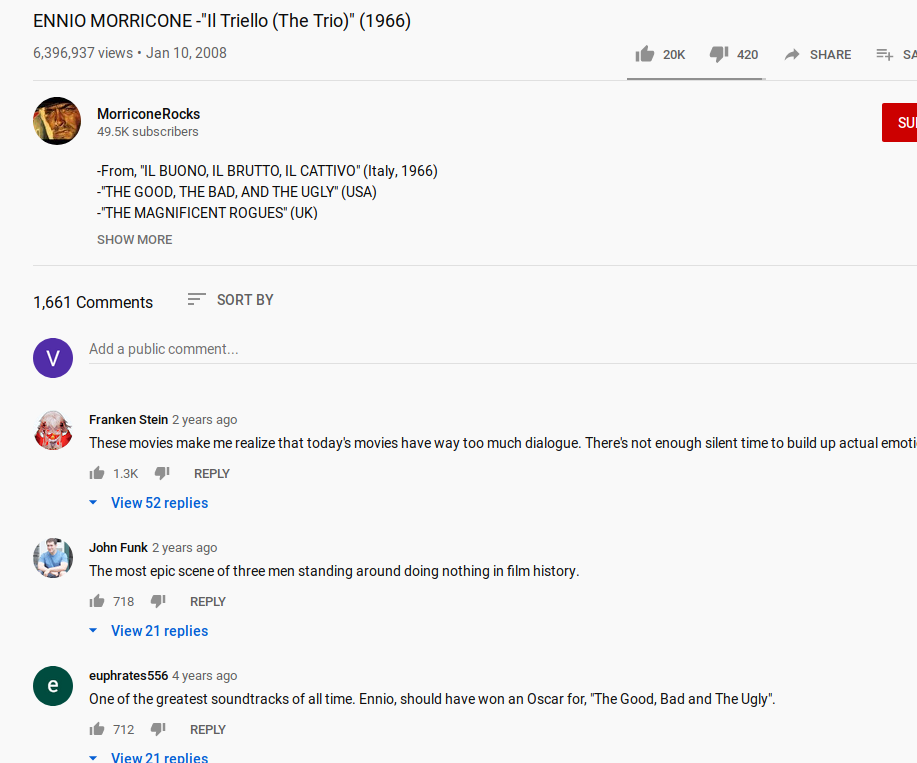 ENNIO MORRICONE -"Il Triello (The Trio)" (1966)
6,396,937 views • Jan 10, 2008
20K 420 SHARE SA
MorriconeRocks
49.5K subscribers
SU
-From, "IL BUONO, IL BRUTTO, IL CATTIVO" (Italy, 1966)
-"THE GOOD, THE BAD, AND THE UGLY" (USA)
-"THE MAGNIFICENT ROGUES" (UK)
SHOW MORE
1,661 Comments SORT BY
V
Add a public comment...
Franken Stein 2 years ago
These movies make me realize that today's movies have way too much dialogue. There's not enough silent time to build up actual emoti
1.3K REPLY
View 52 replies
John Funk 2 years ago
The most epic scene of three men standing around doing nothing in film history.
718 REPLY
View 21 replies
e
euphrates556 4 years ago
One of the greatest soundtracks of all time. Ennio, should have won an Oscar for, "The Good, Bad and The Ugly".
712 REPLY
View 21 replies